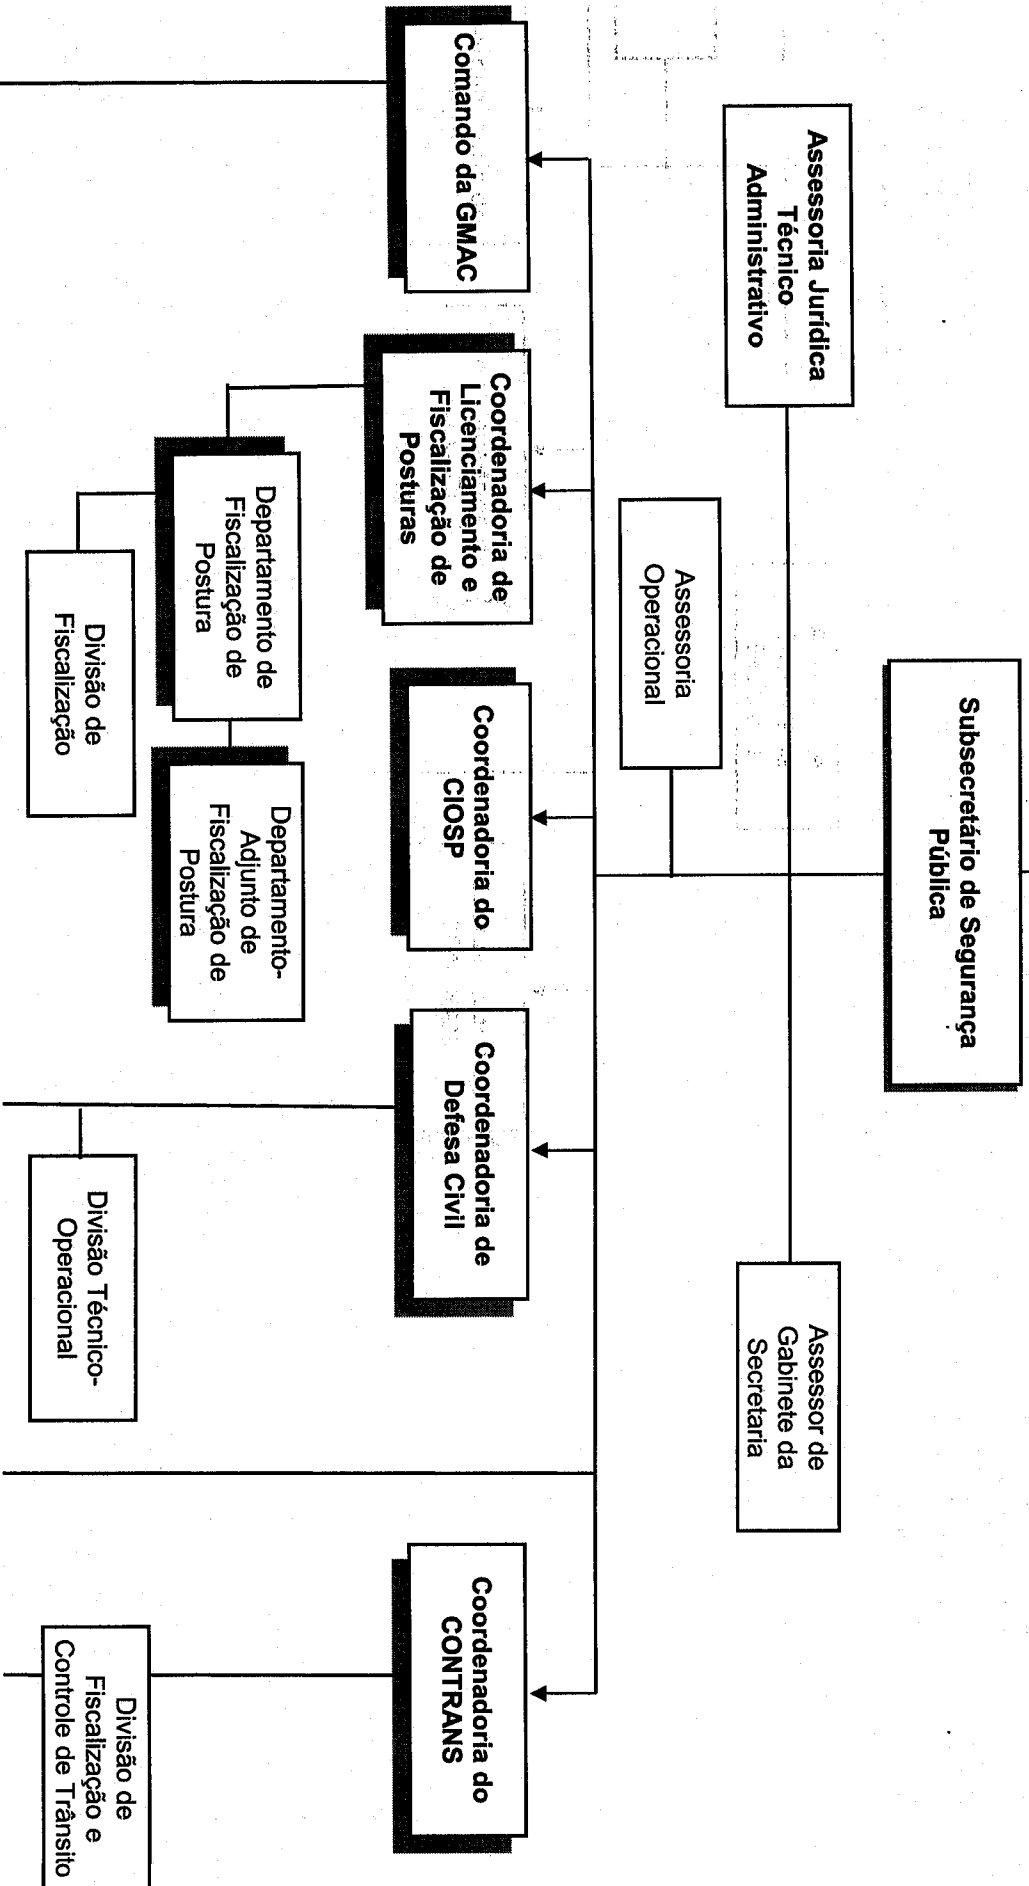 Subsecretário de Segurança
Pública
Assessoria Jurídica
Técnico
Administrativo
Assessor de
Gabinete da
Secretaria
Assessoria
Operacional
Comando da GMAC
Coordenadoria de
Licenciamento e
Fiscalização de
Posturas
Coordenadoria do
CIOSP
Coordenadoria de
Defesa Civil
Coordenadoria do
CONTRANS
Departamento de
Fiscalização de
Postura
Departamento-
Adjunto de
Fiscalização de
Postura
Divisão de
Fiscalização
Divisão Técnico-
Operacional
Divisão de
Fiscalização e
Controle de Trânsito